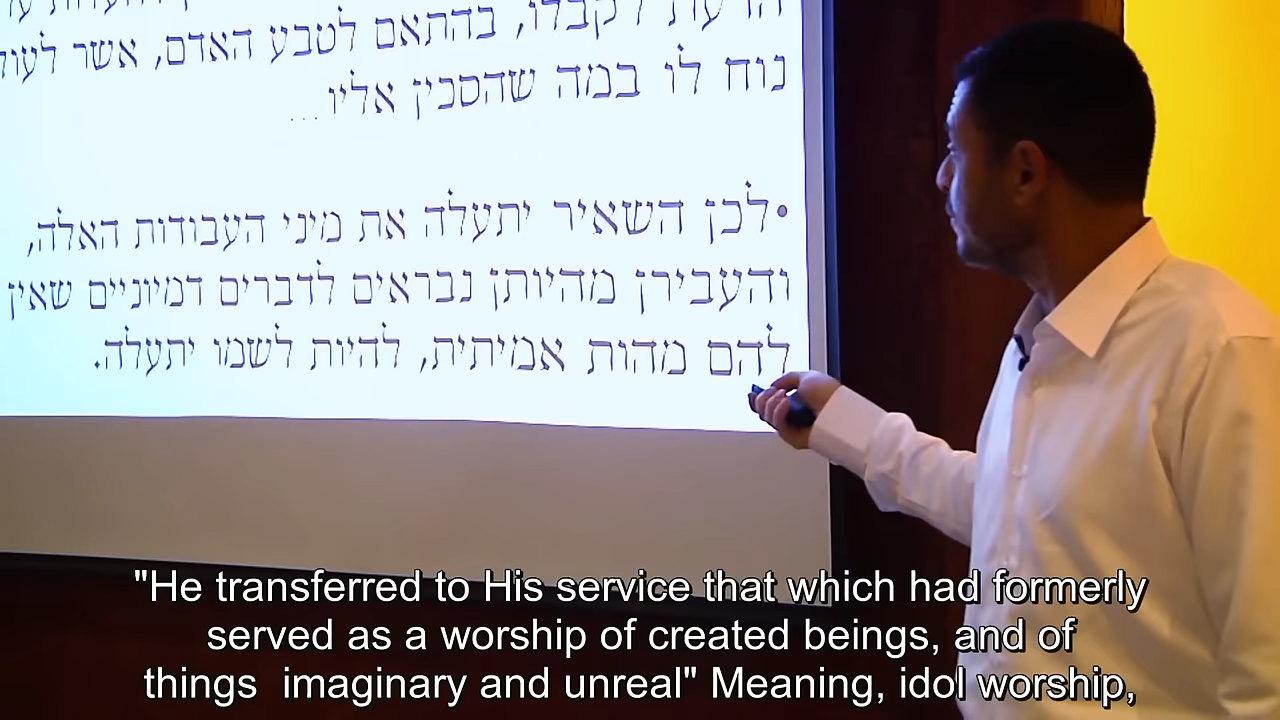 לקבלו, בהתאם לטבע האדם, אשר
נוח לו במה שהסכין אליו...
•לכן השאיר יתעלה את מיני העבודות האלה,
והעבירן מהיותן נבראים לדברים דמיוניים שאין
להם מהות אמיתית, להיות לשמו יתעלה.
"He transferred to His service that which had formerly
served as a worship of created beings, and of
things imaginary and unreal" Meaning, idol worship,